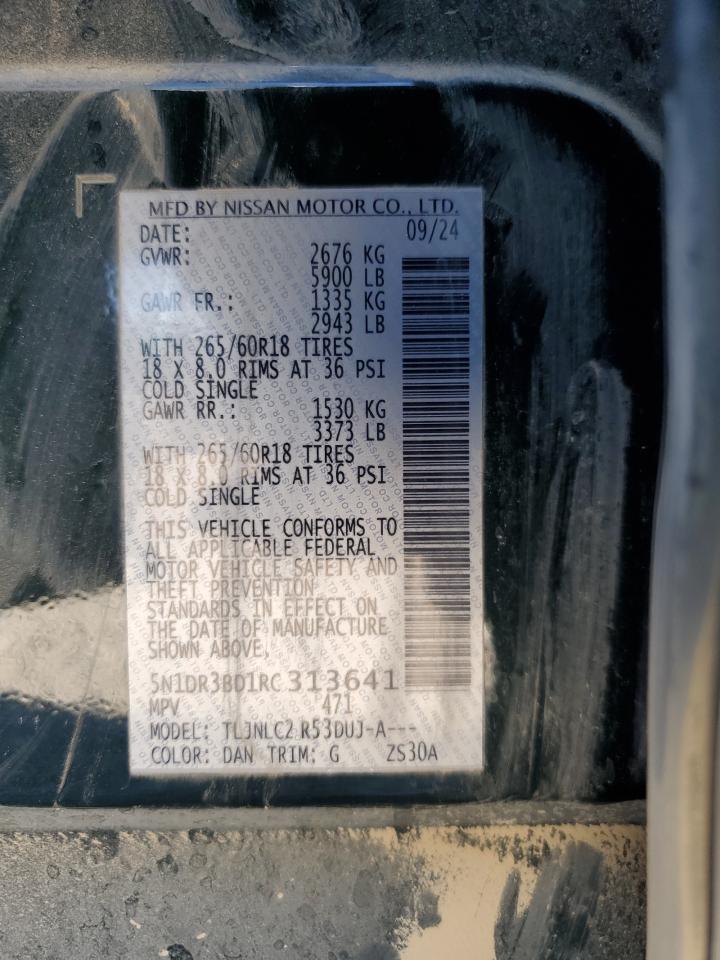 MFD BY NISSAN MOTOR CO., LTD.
DATE: 09/24
GVWR: 2676 KG
5900 LB
GAWR FR.: 1335 KG
2943 LB
WITH 265/60R18 TIRES
18 X 8.0 RIMS AT 36 PSI
COLD SINGLE
GAWR RR.: 1530 KG
3373 LB
WITH 265/60R18 TIRES
18 X 8.0 RIMS AT 36 PSI
COLD SINGLE
THIS VEHICLE CONFORMS TO
ALL APPLICABLE FEDERAL
MOTOR VEHICLE SAFETY AND
THEFT PREVENTION
STANDARDS IN EFFECT ON
THE DATE OF MANUFACTURE
SHOWN ABOVE.
5N1DR3BD1RC313641
MPV 471
MODEL: TLJNLC2 R53DUJ-A---
COLOR: DAN TRIM: G ZS30A